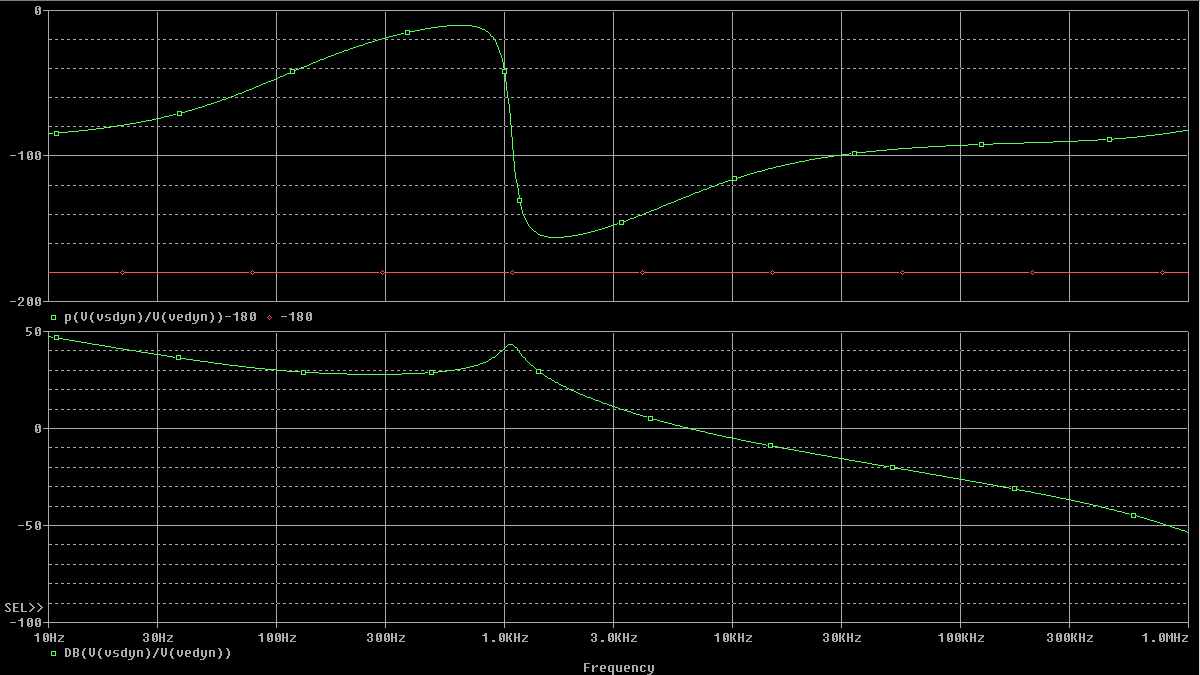 0
-100
-200
p(V(vsdyn)/V(vedyn))-180 -180
50
0
-50
SEL>>
-100
10Hz 30Hz 100Hz 300Hz 1.0KHz 3.0KHz 10KHz 30KHz 100KHz 300KHz 1.0MHz
DB(V(vsdyn)/V(vedyn))
Frequency